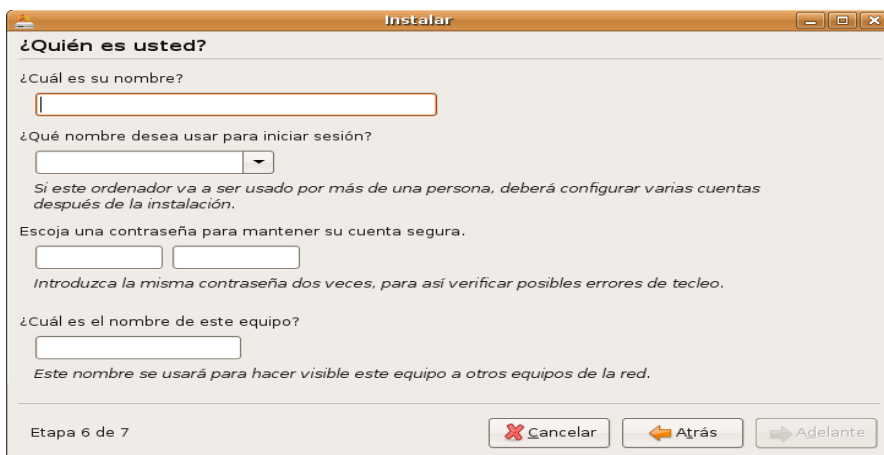 Instalar
¿Quién es usted?
¿Cuál es su nombre?
¿Qué nombre desea usar para iniciar sesión?
Si este ordenador va a ser usado por más de una persona, deberá configurar varias cuentas
después de la instalación.
Escoja una contraseña para mantener su cuenta segura.
Introduzca la misma contraseña dos veces, para así verificar posibles errores de tecleo.
¿Cuál es el nombre de este equipo?
Este nombre se usará para hacer visible este equipo a otros equipos de la red.
Etapa 6 de 7 Cancelar Atrás Adelante